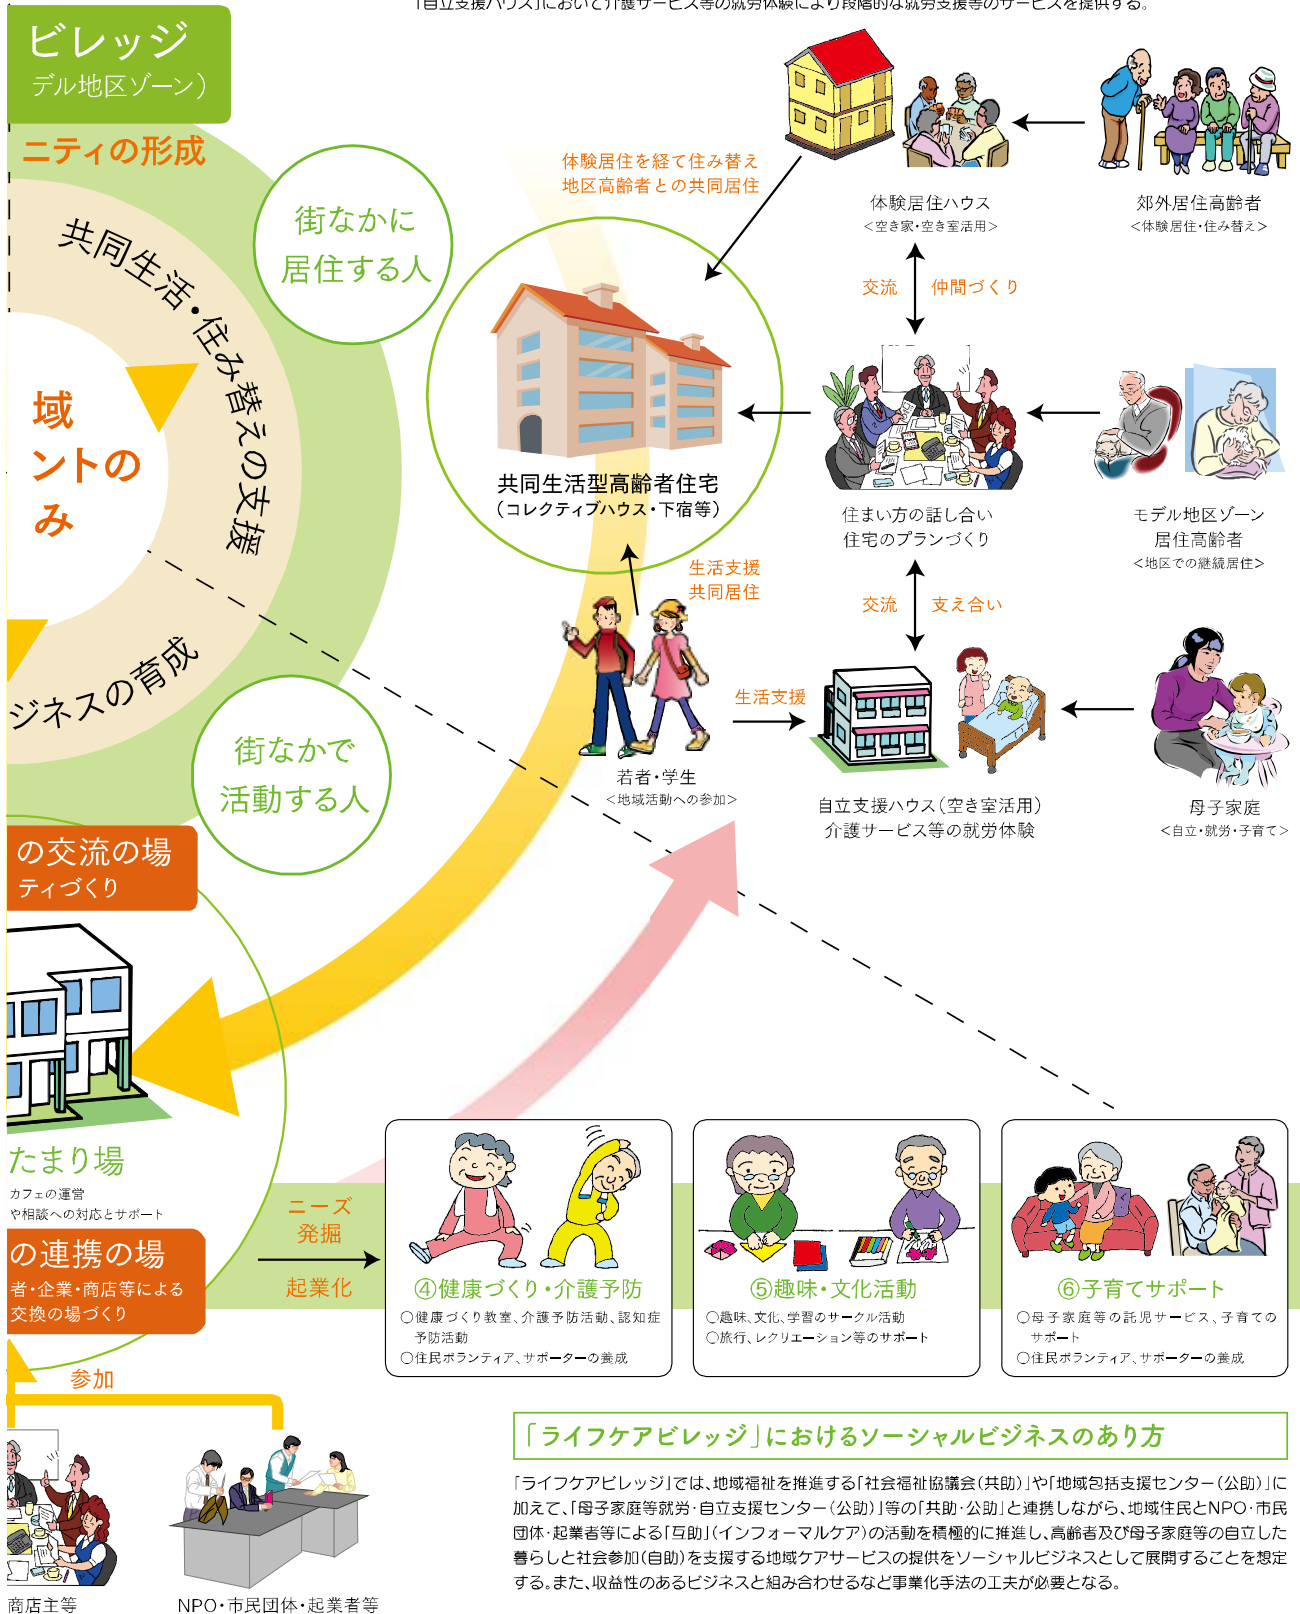 「自立支援ハウス」において介護サービス等の就労体験により段階的な就労支援等のサービスを提供する。
ビレッジ
デル地区ゾーン）
ニティの形成
共同生活・住み替えの支援
域
ントの
み
ジネスの育成
街なかに
居住する人
街なかで
活動する人
体験居住を経て住み替え
地区高齢者との共同居住
体験居住ハウス
＜空き家・空き室活用＞
郊外居住高齢者
＜体験居住・住み替え＞
交流
仲間づくり
共同生活型高齢者住宅
（コレクティブハウス・下宿等）
住まい方の話し合い
住宅のプランづくり
モデル地区ゾーン
居住高齢者
＜地区での継続居住＞
生活支援
共同居住
交流
支え合い
生活支援
若者・学生
＜地域活動への参加＞
自立支援ハウス（空き室活用）
介護サービス等の就労体験
母子家庭
＜自立・就労・子育て＞
の交流の場
ティづくり
たまり場
カフェの運営
や相談への対応とサポート
の連携の場
者・企業・商店等による
交換の場づくり
ニーズ
発掘
起業化
④健康づくり・介護予防
○健康づくり教室、介護予防活動、認知症
予防活動
○住民ボランティア、サポーターの養成
⑤趣味・文化活動
○趣味、文化、学習のサークル活動
○旅行、レクリエーション等のサポート
⑥子育てサポート
○母子家庭等の託児サービス、子育ての
サポート
○住民ボランティア、サポーターの養成
参加
商店主等
NPO・市民団体・起業者等
「ライフケアビレッジ」におけるソーシャルビジネスのあり方
「ライフケアビレッジ」では、地域福祉を推進する「社会福祉協議会（共助）」や「地域包括支援センター（公助）」に
加えて、「母子家庭等就労・自立支援センター（公助）」等の「共助・公助」と連携しながら、地域住民とNPO・市民
団体・起業者等による「互助」（インフォーマルケア）の活動を積極的に推進し、高齢者及び母子家庭等の自立した
暮らしと社会参加（自助）を支援する地域ケアサービスの提供をソーシャルビジネスとして展開することを想定
する。また、収益性のあるビジネスと組み合わせるなど事業化手法の工夫が必要となる。